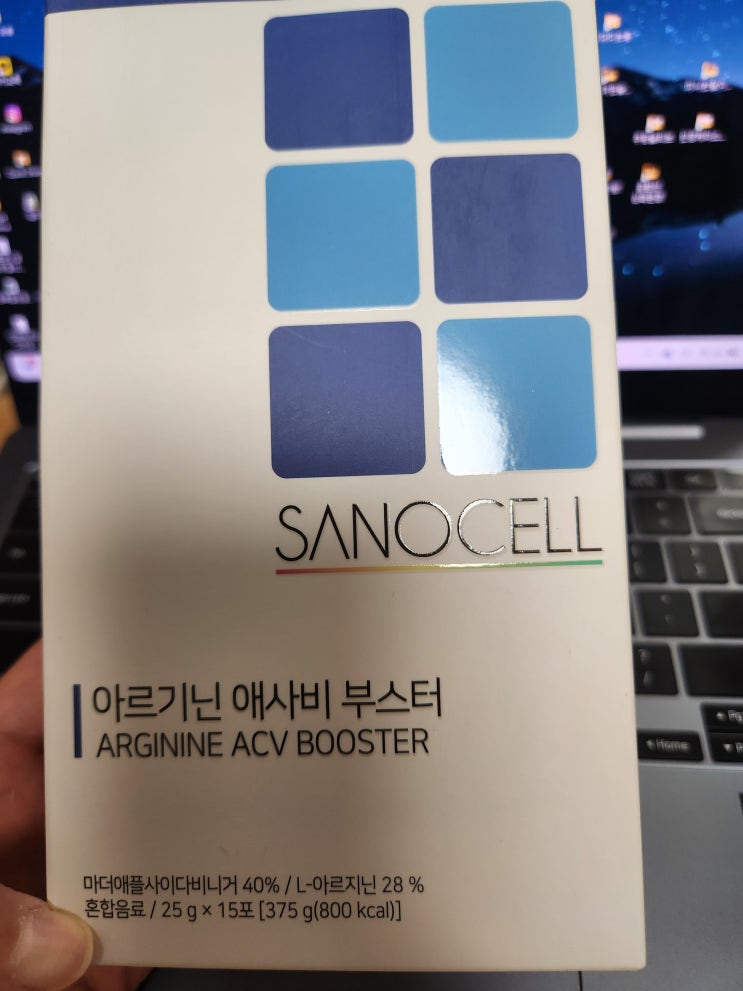 SANOCELL
아르기닌 애사비 부스터
ARGININE ACV BOOSTER
마더애플사이다비니거 40% / L-아르지닌 28 %
혼합음료 / 25 g × 15포 [375 g(800 kcal)]
Home